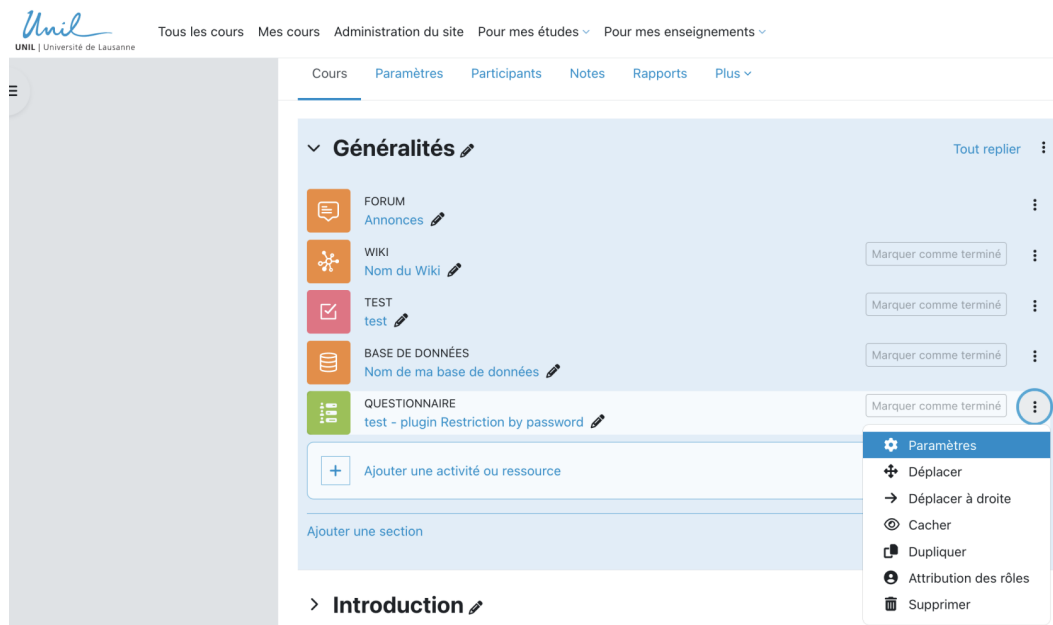 Unil
UNIL | Université de Lausanne
Tous les cours Mes cours Administration du site Pour mes études Pour mes enseignements
Cours Paramètres Participants Notes Rapports Plus
Généralités Tout replier
FORUM
Annonces
WIKI
Nom du Wiki
Marquer comme terminé
TEST
test
Marquer comme terminé
BASE DE DONNÉES
Nom de ma base de données
Marquer comme terminé
QUESTIONNAIRE
test - plugin Restriction by password
Marquer comme terminé
Paramètres
Déplacer
Déplacer à droite
Cacher
Dupliquer
Attribution des rôles
Supprimer
Ajouter une activité ou ressource
Ajouter une section
Introduction